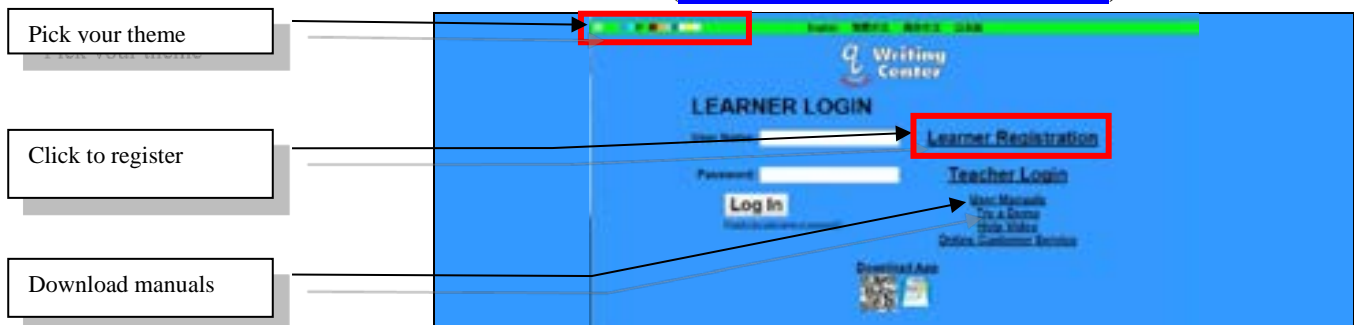 Pick your theme
Writing
Center
LEARNER LOGIN
User Name:
Learner Registration
Click to register
Password:
Teacher Login
Log In
User Manuals
Try a Demo
Help Video
Online Customer Service
Download manuals
Download App